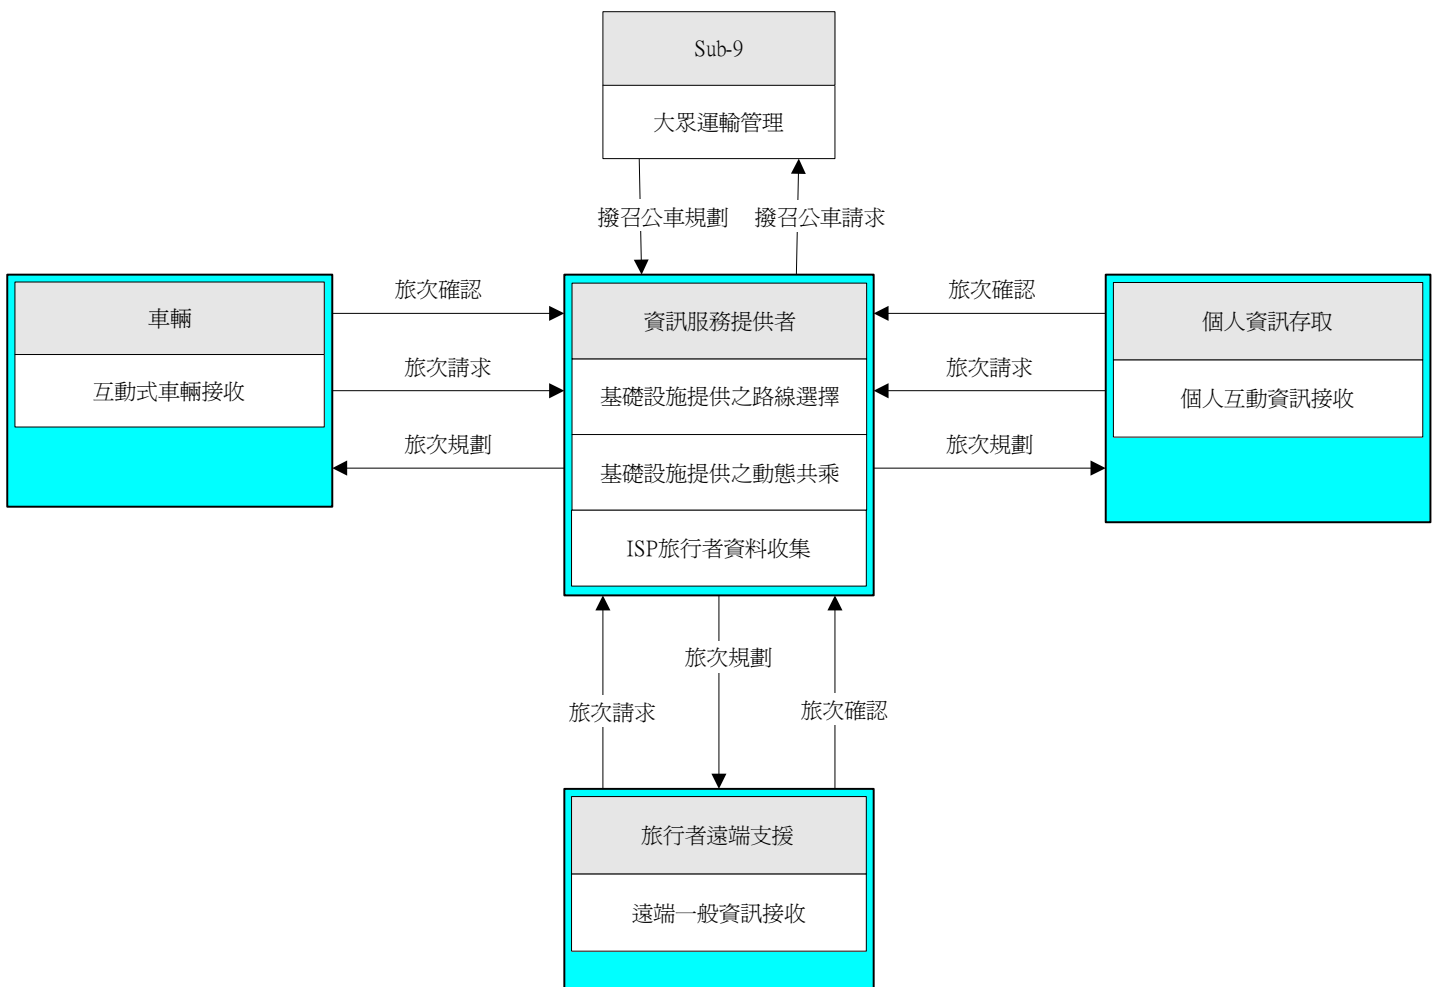 Sub-9
大眾運輸管理
撥召公車規劃
撥召公車請求
車輛
互動式車輛接收
旅次確認
旅次請求
旅次規劃
資訊服務提供者
基礎設施提供之路線選擇
基礎設施提供之動態共乘
ISP旅行者資料收集
旅次確認
旅次請求
旅次規劃
個人資訊存取
個人互動資訊接收
旅次規劃
旅次請求
旅次確認
旅行者遠端支援
遠端一般資訊接收